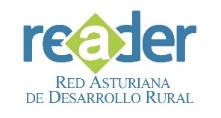 reader
RED ASTURIANA
DE DESARROLLO RURAL